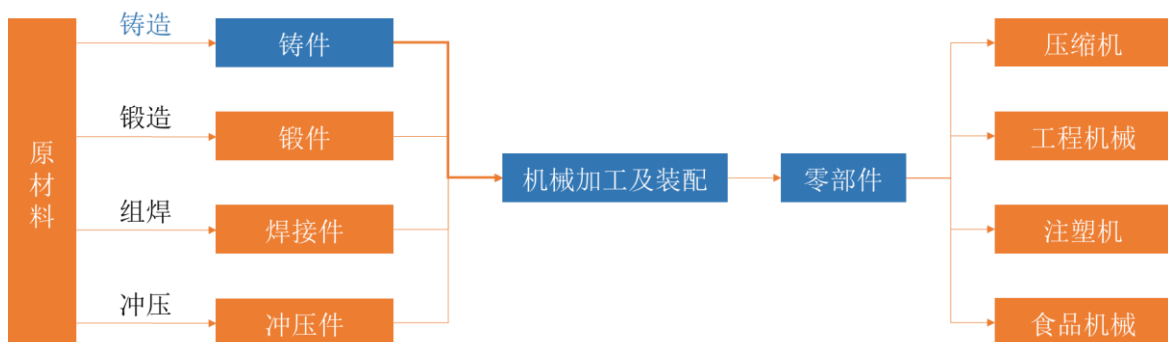 原材料
铸造
铸件
锻造
锻件
组焊
焊接件
冲压
冲压件
机械加工及装配
零部件
压缩机
工程机械
注塑机
食品机械